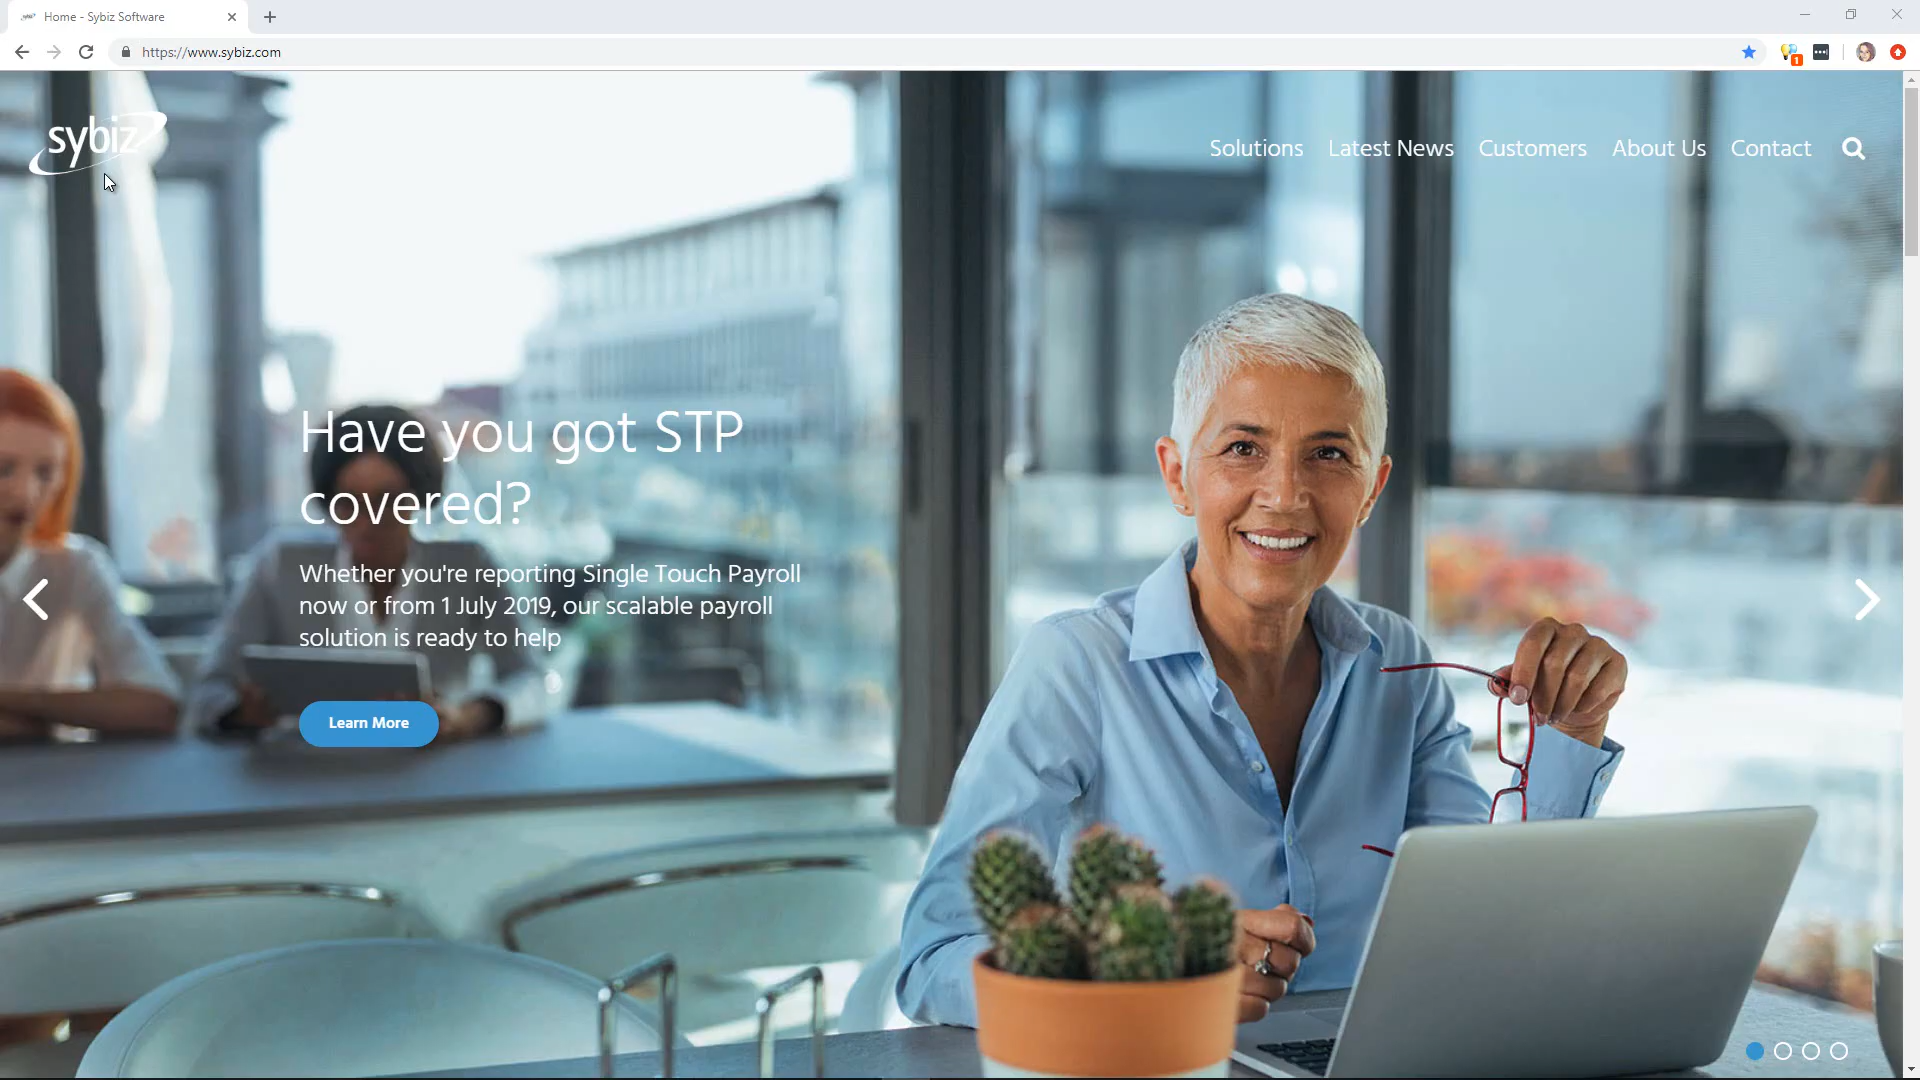 Home - Sybiz Software
https://www.sybiz.com
1
sybiz
Solutions
Latest News
Customers
About Us
Contact
Have you got STP
covered?
Whether you're reporting Single Touch Payroll
now or from 1 July 2019, our scalable payroll
solution is ready to help
Learn More